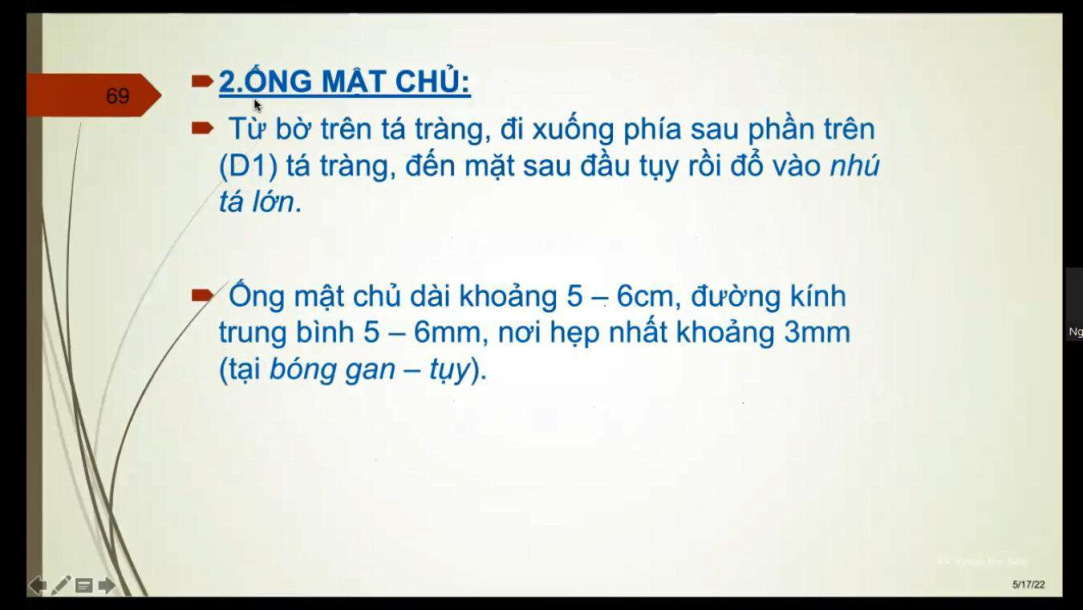 69
2.ỐNG MẬT CHỦ:
Từ bờ trên tá tràng, đi xuống phía sau phần trên
(D1) tá tràng, đến mặt sau đầu tụy rồi đổ vào nhú
tá lớn.
Ống mật chủ dài khoảng 5 – 6cm, đường kính
trung bình 5 – 6mm, nơi hẹp nhất khoảng 3mm
(tại bóng gan – tụy).
Ng
5/17/22